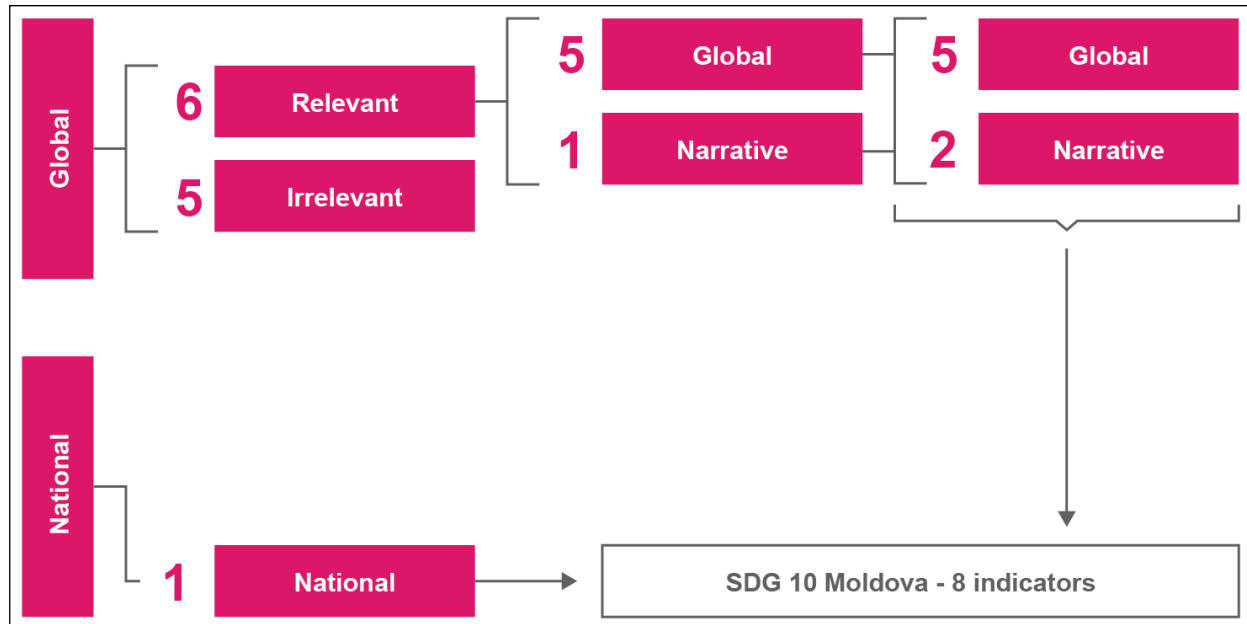 Global
6
Relevant
5
Irrelevant
5
Global
1
Narrative
5
Global
2
Narrative
National
1
National
SDG 10 Moldova - 8 indicators